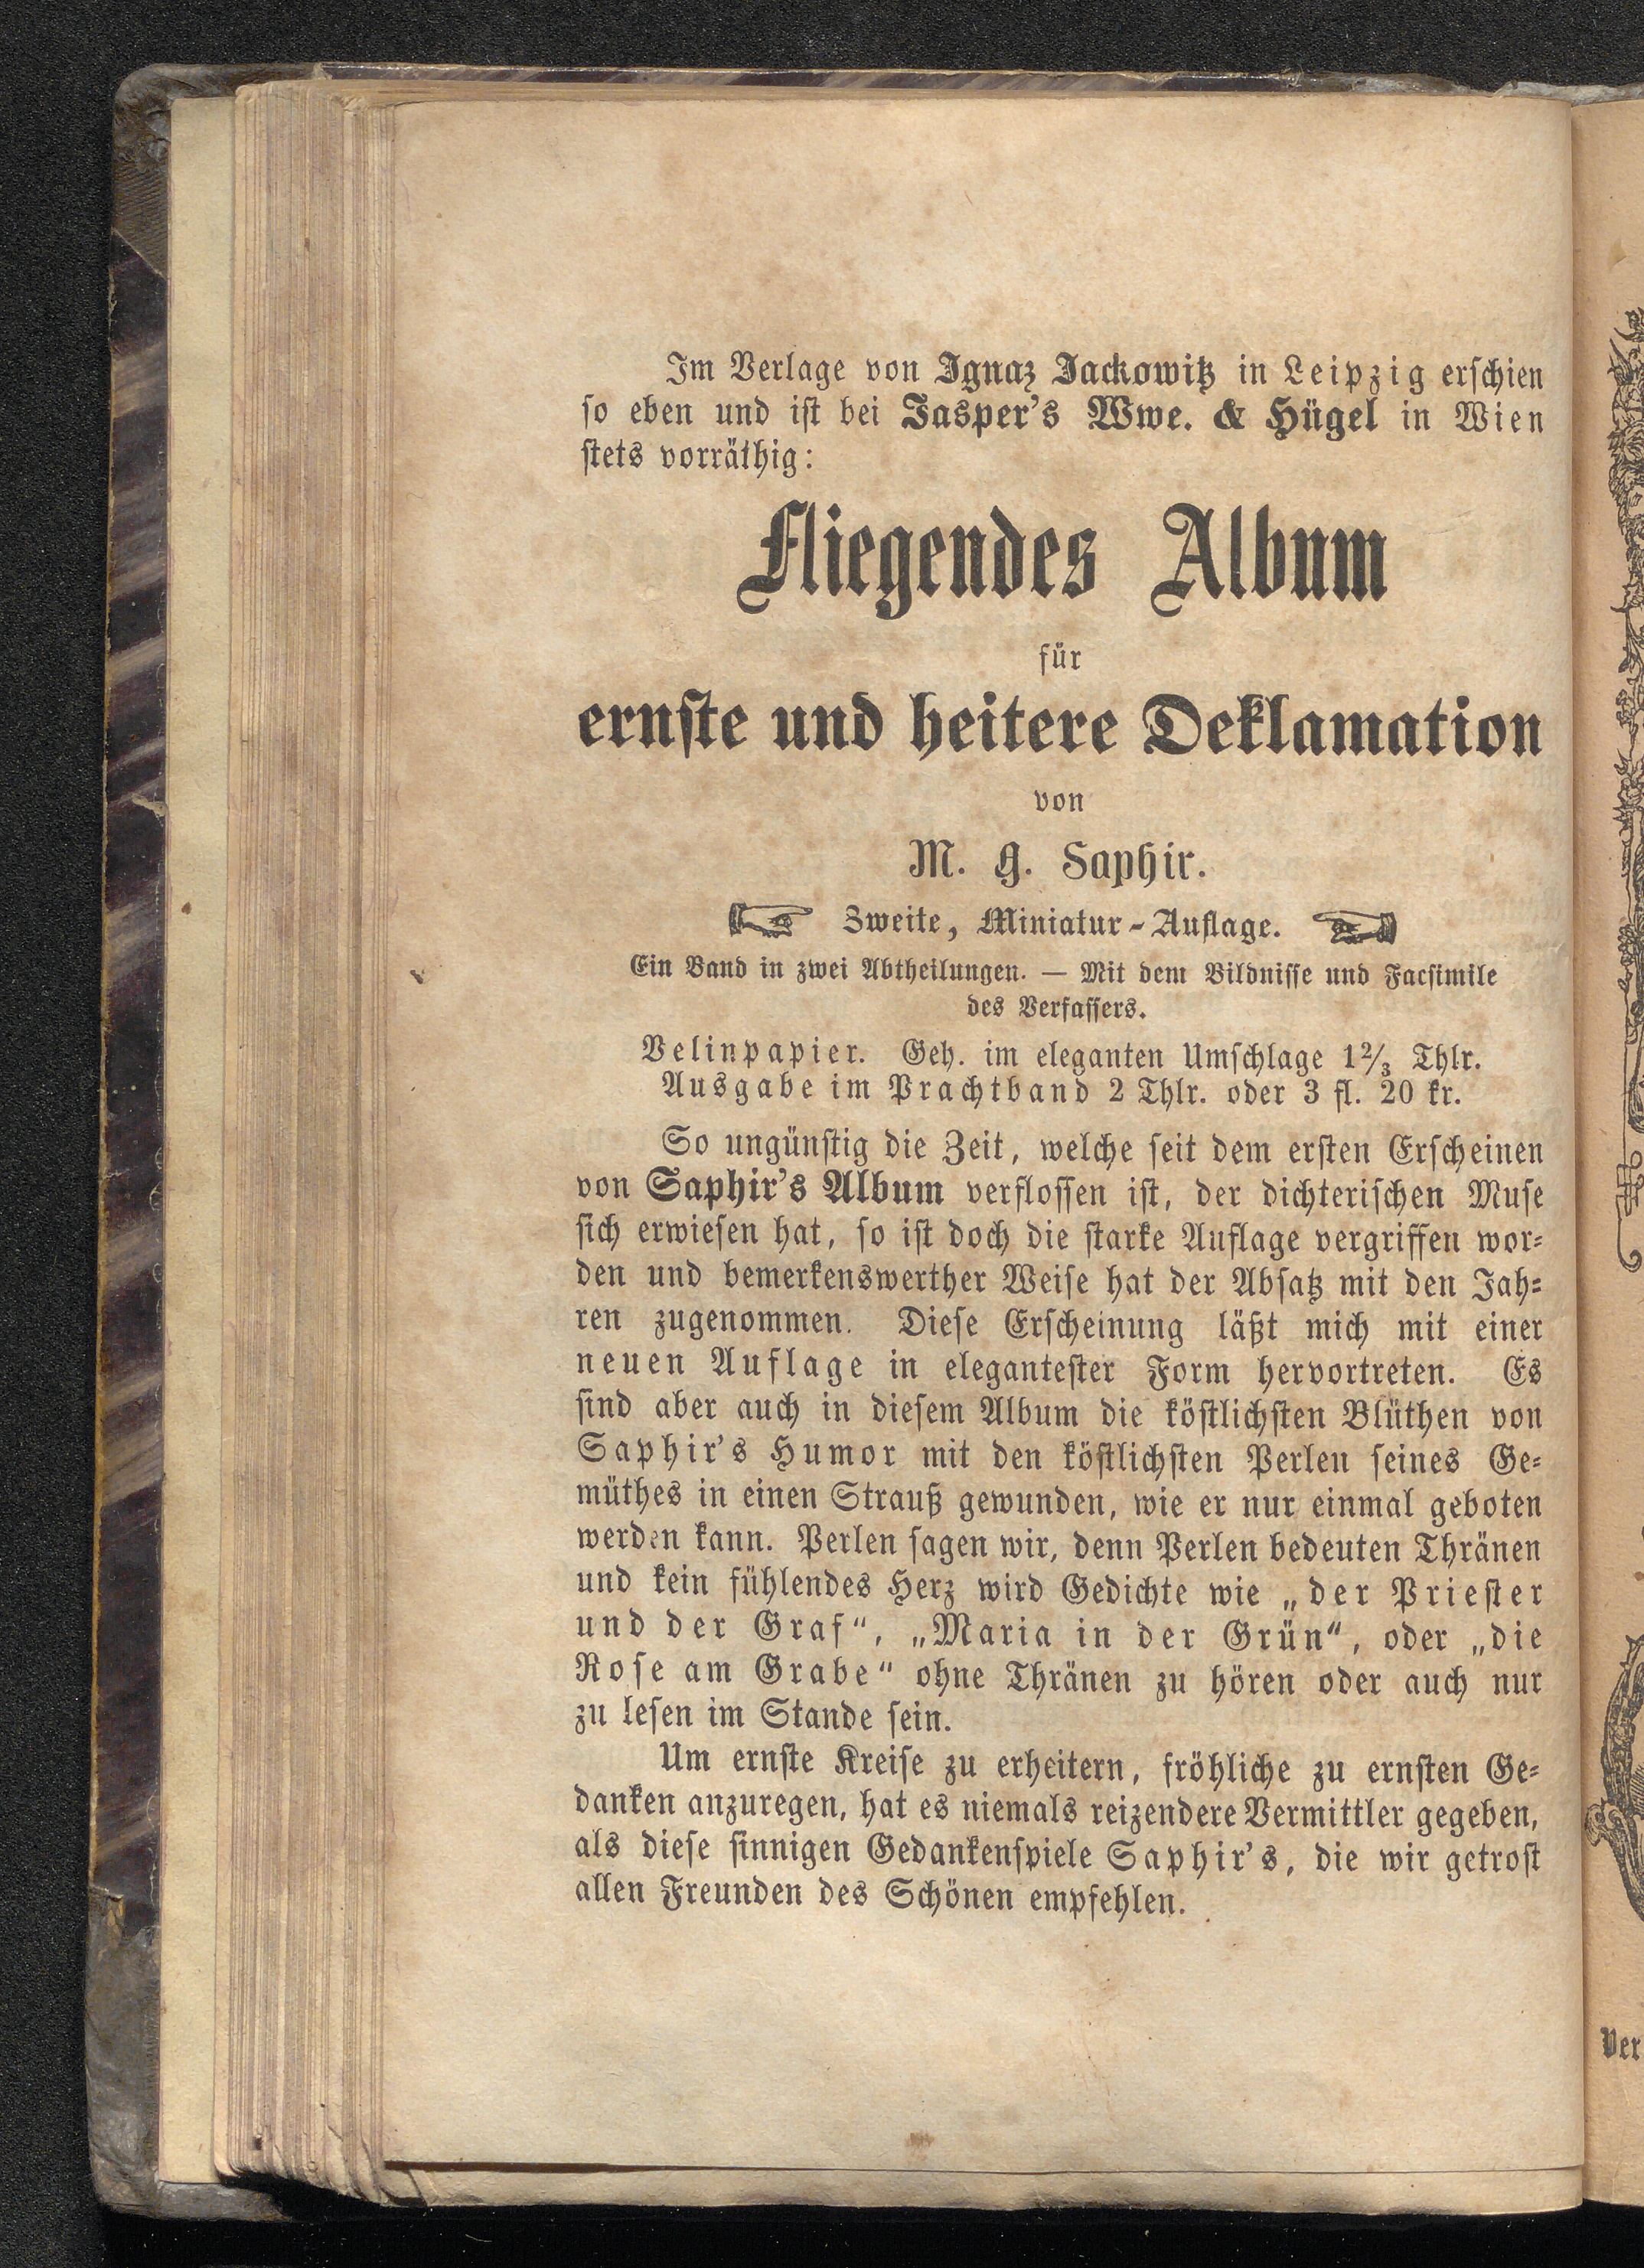 Im Verlage von Ignaz Jackowitz in Leipzig erſchien
ſo eben und iſt bei Jasper's Wwe. & Hügel in Wien
ſtets vorräthig:
Fliegendes Album
für
ernſte und heitere Deklamation
von
M. G. Saphir.
☞ Zweite, Miniatur-Auflage. ☜
Ein Band in zwei Abtheilungen. — Mit dem Bildniſſe und Facſimile
des Verfaſſers.
Velinpapier. Geh. im eleganten Umſchlage 1⅔ Thlr.
Ausgabe im Prachtband 2 Thlr. oder 3 fl. 20 kr.
So ungünſtig die Zeit, welche ſeit dem erſten Erſcheinen
von Saphir's Album verfloſſen iſt, der dichteriſchen Muſe
ſich erwieſen hat, ſo iſt doch die ſtarke Auflage vergriffen wor-
den und bemerkenswerther Weiſe hat der Abſatz mit den Jah-
ren zugenommen. Dieſe Erſcheinung läßt mich mit einer
neuen Auflage in eleganteſter Form hervortreten. Es
ſind aber auch in dieſem Album die köſtlichſten Blüthen von
Saphir's Humor mit den köſtlichſten Perlen ſeines Ge-
müthes in einen Strauß gewunden, wie er nur einmal geboten
werden kann. Perlen ſagen wir, denn Perlen bedeuten Thränen
und kein fühlendes Herz wird Gedichte wie „der Prieſter
und der Graf“, „Maria in der Grün“, oder „die
Roſe am Grabe“ ohne Thränen zu hören oder auch nur
zu leſen im Stande ſein.
Um ernſte Kreiſe zu erheitern, fröhliche zu ernſten Ge-
danken anzuregen, hat es niemals reizendere Vermittler gegeben,
als dieſe ſinnigen Gedankenſpiele Saphir's, die wir getroſt
allen Freunden des Schönen empfehlen.
Ver